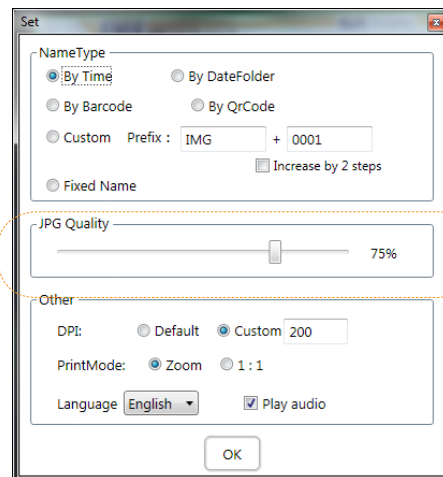 Set
NameType
By Time By DateFolder
By Barcode By QrCode
Custom Prefix : IMG + 0001
Increase by 2 steps
Fixed Name
JPG Quality
75%
Other
DPI: Default Custom 200
PrintMode: Zoom 1 : 1
Language English Play audio
OK